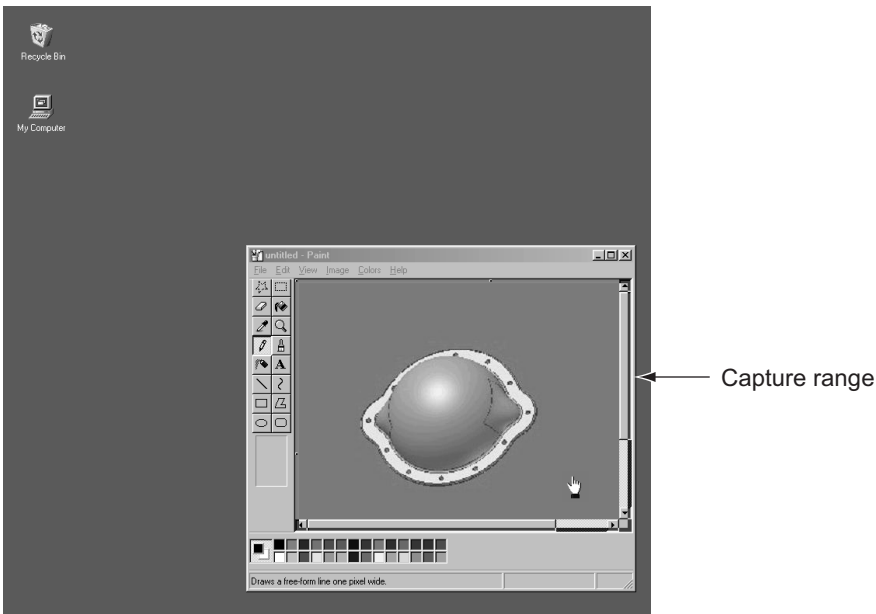 Recycle Bin
My Computer
untitled - Paint
File Edit View Image Colors Help
A
Capture range
Draws a free-form line one pixel wide.